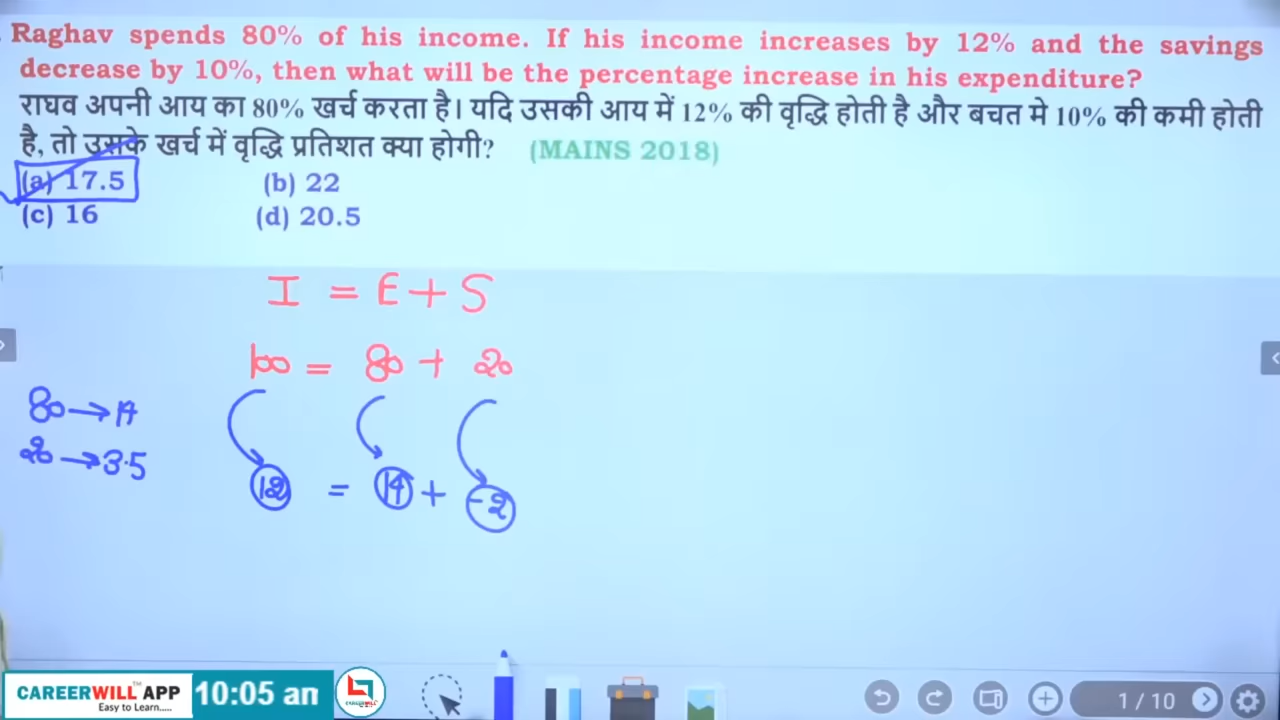 Raghav spends 80% of his income. If his income increases by 12% and the savings
decrease by 10%, then what will be the percentage increase in his expenditure?
राघव अपनी आय का 80% खर्च करता है। यदि उसकी आय में 12% की वृद्धि होती है और बचत मे 10% की कमी होती
है, तो उसके खर्च में वृद्धि प्रतिशत क्या होगी? (MAINS 2018)
(a) 17.5 (b) 22
(c) 16 (d) 20.5
I = E + S
100 = 80 + 20
80 → 14
20 → 3.5
12 = 14 + -2
CAREERWILL APP
Easy to Learn.....
10:05 an
CAREERWILL
1 / 10